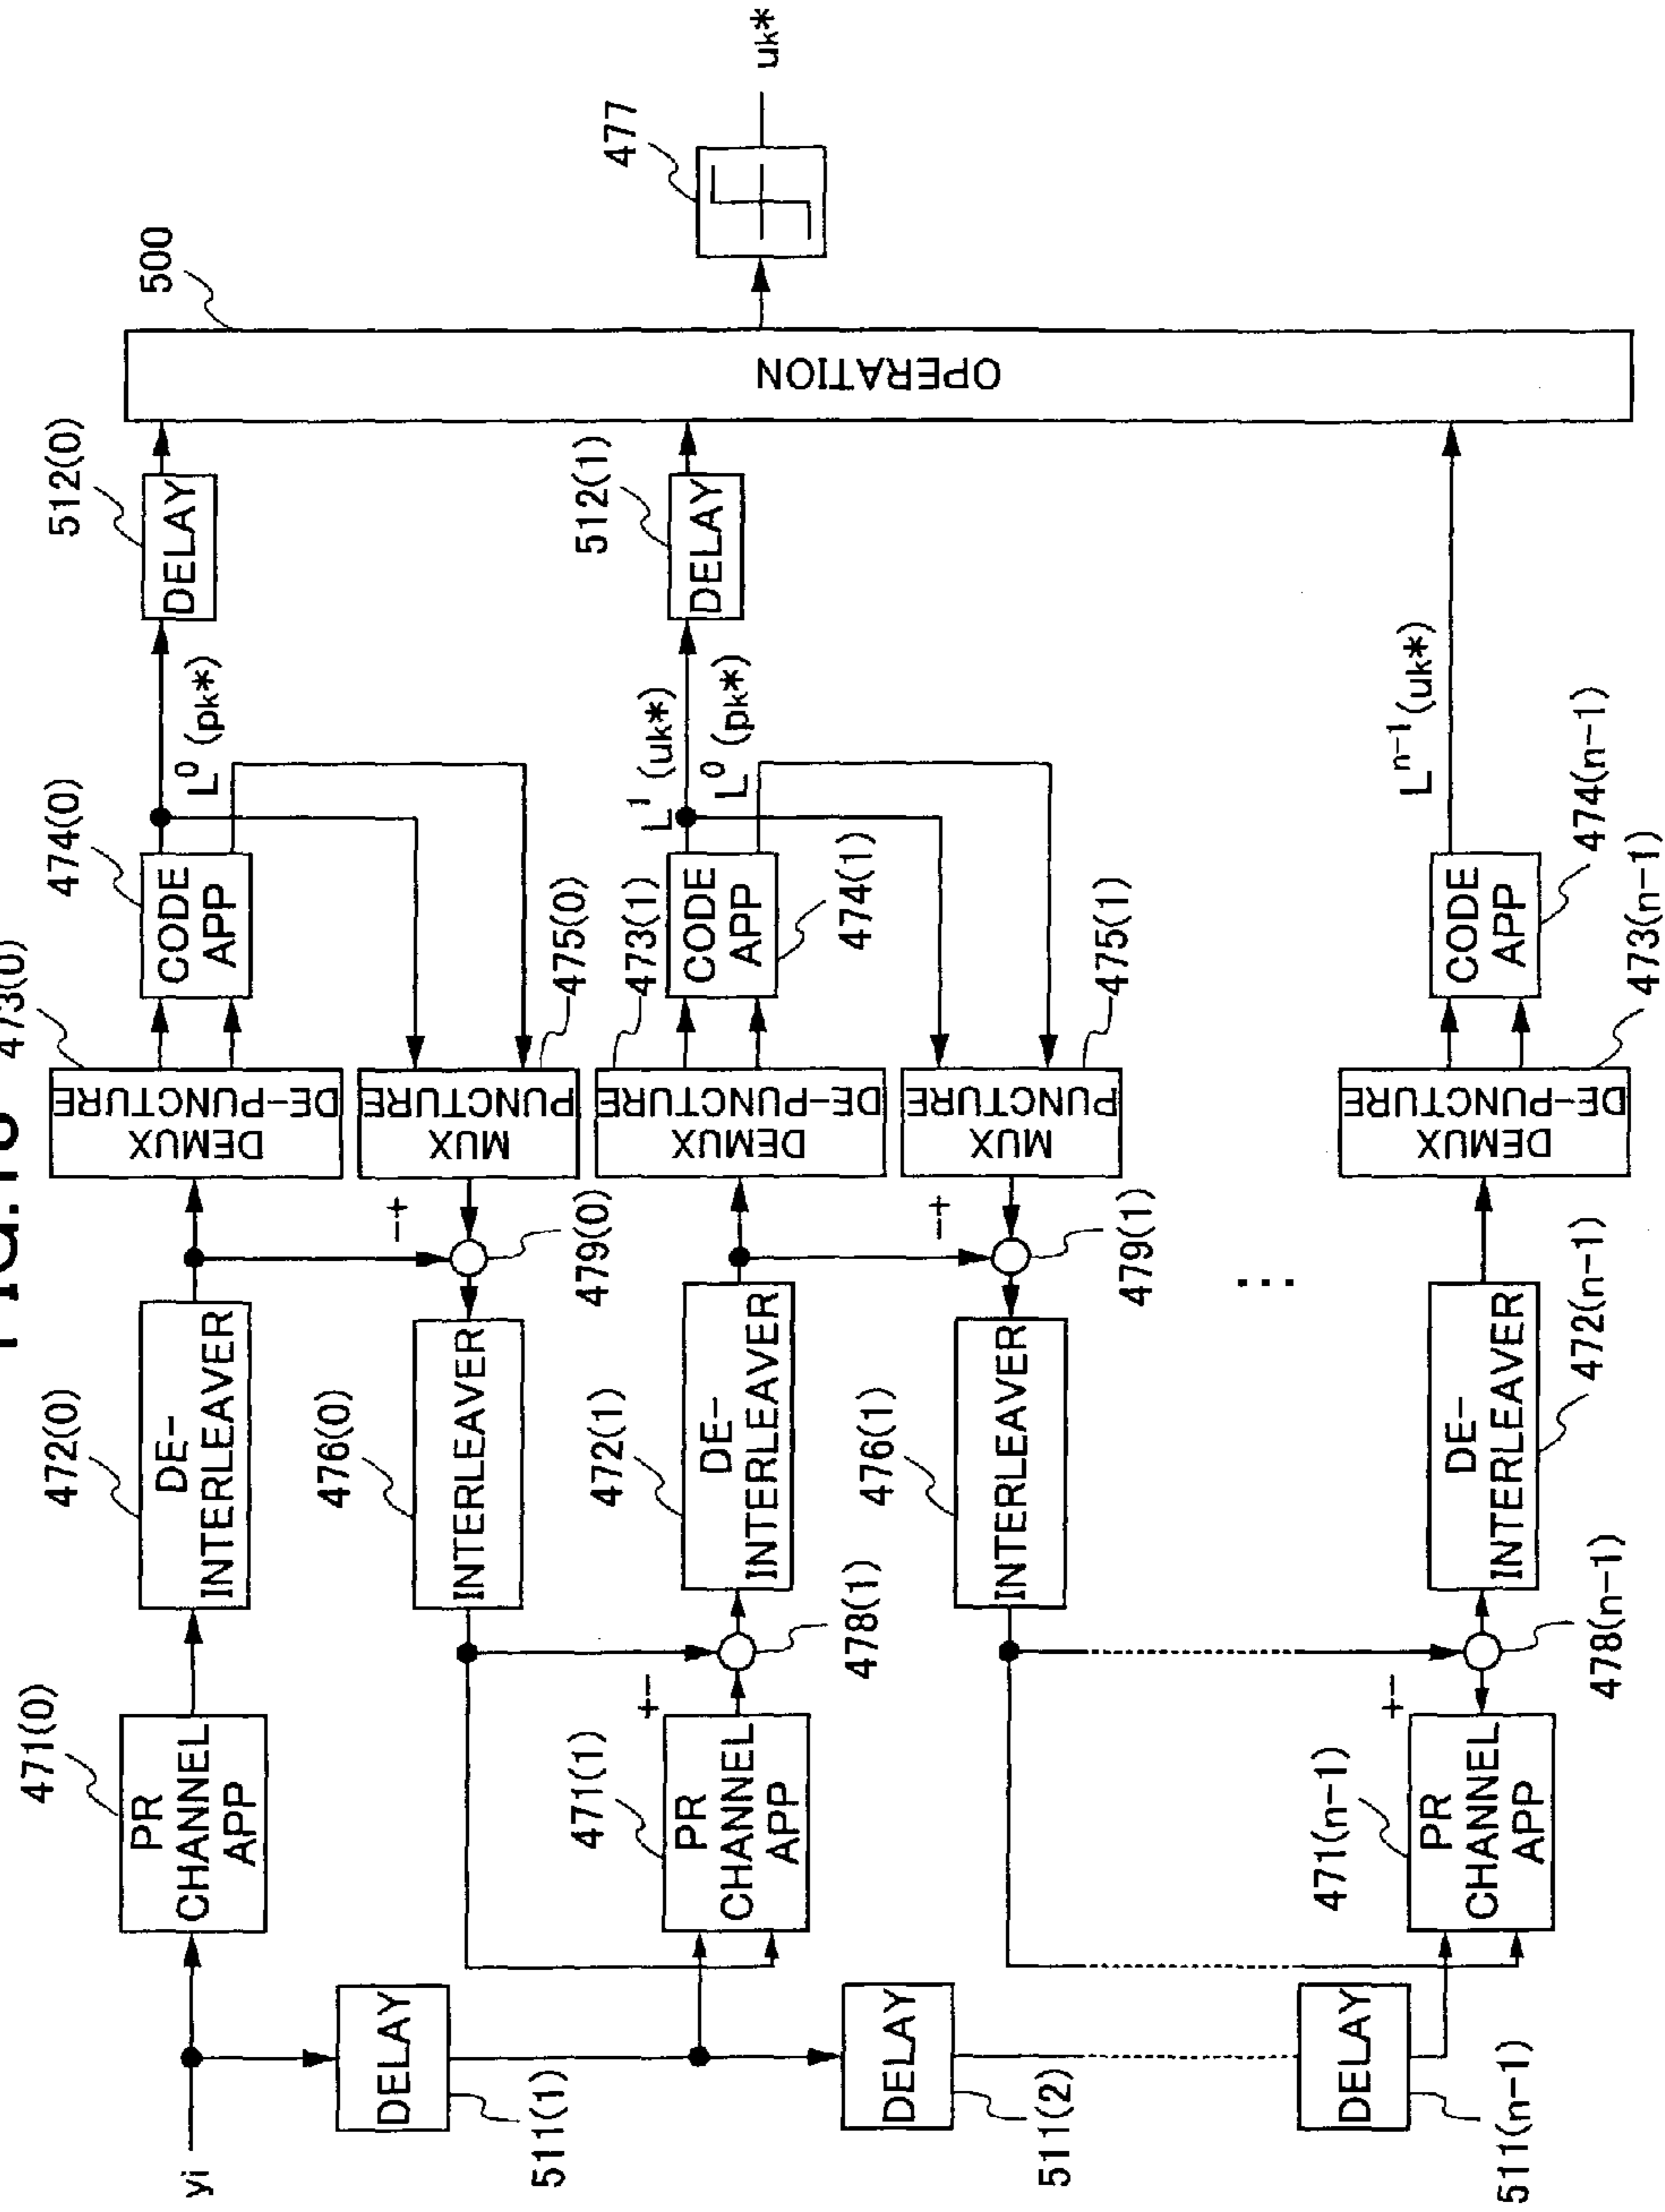 473(0)
yi
471(0)
PR
CHANNEL
APP
472(0)
DE-
INTERLEAVER
DEMUX
DE-PUNCTURE
474(0)
CODE
APP
L0 (pk*)
512(0)
DELAY
500
OPERATION
477
uk*
511(1)
DELAY
476(0)
INTERLEAVER
479(0)
-+
MUX
PUNCTURE
475(0)
471(1)
PR
CHANNEL
APP
+-
478(1)
472(1)
DE-
INTERLEAVER
473(1)
DEMUX
DE-PUNCTURE
CODE
APP
474(1)
L1 (uk*)
L0 (pk*)
512(1)
DELAY
511(2)
DELAY
476(1)
INTERLEAVER
479(1)
-+
MUX
PUNCTURE
475(1)
...
511(n-1)
DELAY
471(n-1)
PR
CHANNEL
APP
+-
478(n-1)
DE-
INTERLEAVER
472(n-1)
DEMUX
DE-PUNCTURE
473(n-1)
CODE
APP
474(n-1)
Ln-1 (uk*)